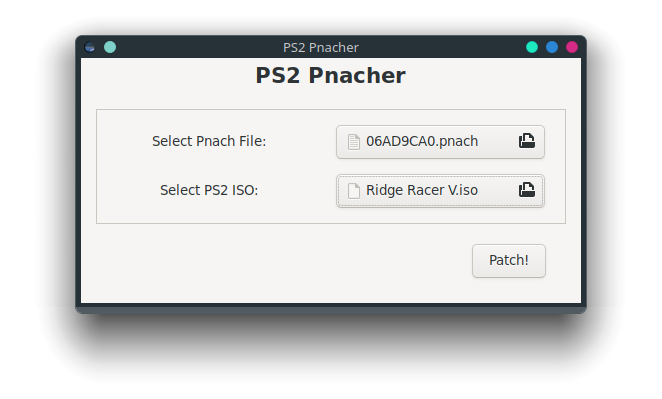 PS2 Pnacher
PS2 Pnacher
Select Pnach File: 06AD9CA0.pnach
Select PS2 ISO: Ridge Racer V.iso
Patch!